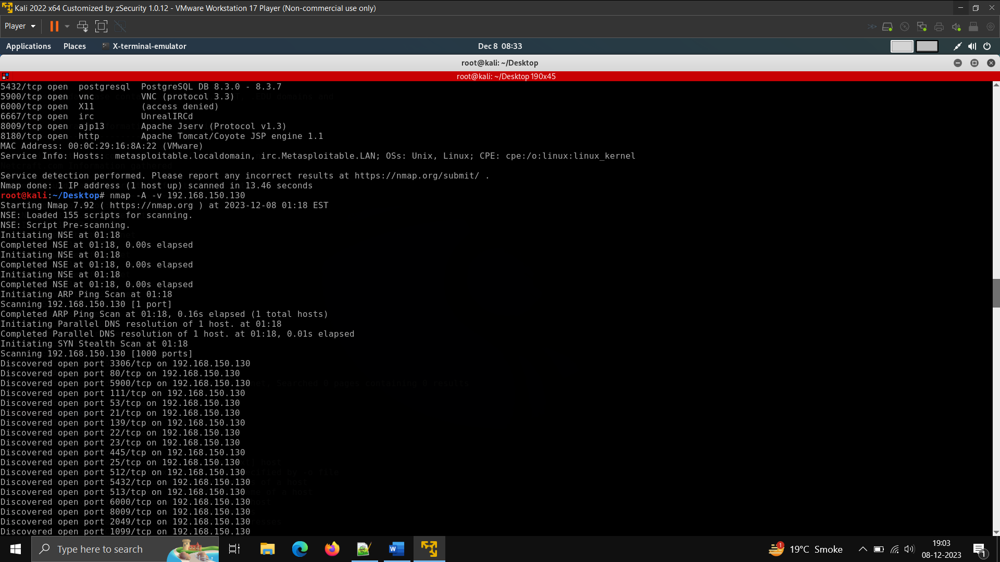 Kali 2022 x64 Customized by zSecurity 1.0.12 - VMware Workstation 17 Player (Non-commercial use only)
Player
Applications Places X-terminal-emulator Dec 8 08:33
root@kali: ~/Desktop
root@kali: ~/Desktop 190x45
5432/tcp open  postgresql  PostgreSQL DB 8.3.0 - 8.3.7
5900/tcp open  vnc         VNC (protocol 3.3)
6000/tcp open  X11         (access denied)
6667/tcp open  irc         UnrealIRCd
8009/tcp open  ajp13       Apache Jserv (Protocol v1.3)
8180/tcp open  http        Apache Tomcat/Coyote JSP engine 1.1
MAC Address: 00:0C:29:16:8A:22 (VMware)
Service Info: Hosts:  metasploitable.localdomain, irc.Metasploitable.LAN; OSs: Unix, Linux; CPE: cpe:/o:linux:linux_kernel
Service detection performed. Please report any incorrect results at https://nmap.org/submit/ .
Nmap done: 1 IP address (1 host up) scanned in 13.46 seconds
root@kali:~/Desktop# nmap -A -v 192.168.150.130
Starting Nmap 7.92 ( https://nmap.org ) at 2023-12-08 01:18 EST
NSE: Loaded 155 scripts for scanning.
NSE: Script Pre-scanning.
Initiating NSE at 01:18
Completed NSE at 01:18, 0.00s elapsed
Initiating NSE at 01:18
Completed NSE at 01:18, 0.00s elapsed
Initiating NSE at 01:18
Completed NSE at 01:18, 0.00s elapsed
Initiating ARP Ping Scan at 01:18
Scanning 192.168.150.130 [1 port]
Completed ARP Ping Scan at 01:18, 0.16s elapsed (1 total hosts)
Initiating Parallel DNS resolution of 1 host. at 01:18
Completed Parallel DNS resolution of 1 host. at 01:18, 0.01s elapsed
Initiating SYN Stealth Scan at 01:18
Scanning 192.168.150.130 [1000 ports]
Discovered open port 3306/tcp on 192.168.150.130
Discovered open port 80/tcp on 192.168.150.130
Discovered open port 5900/tcp on 192.168.150.130
Discovered open port 111/tcp on 192.168.150.130
Discovered open port 53/tcp on 192.168.150.130
Discovered open port 21/tcp on 192.168.150.130
Discovered open port 139/tcp on 192.168.150.130
Discovered open port 22/tcp on 192.168.150.130
Discovered open port 23/tcp on 192.168.150.130
Discovered open port 445/tcp on 192.168.150.130
Discovered open port 25/tcp on 192.168.150.130
Discovered open port 512/tcp on 192.168.150.130
Discovered open port 5432/tcp on 192.168.150.130
Discovered open port 513/tcp on 192.168.150.130
Discovered open port 6000/tcp on 192.168.150.130
Discovered open port 8009/tcp on 192.168.150.130
Discovered open port 2049/tcp on 192.168.150.130
Discovered open port 1099/tcp on 192.168.150.130
Type here to search
1
19°C Smoke
19:03
08-12-2023
1